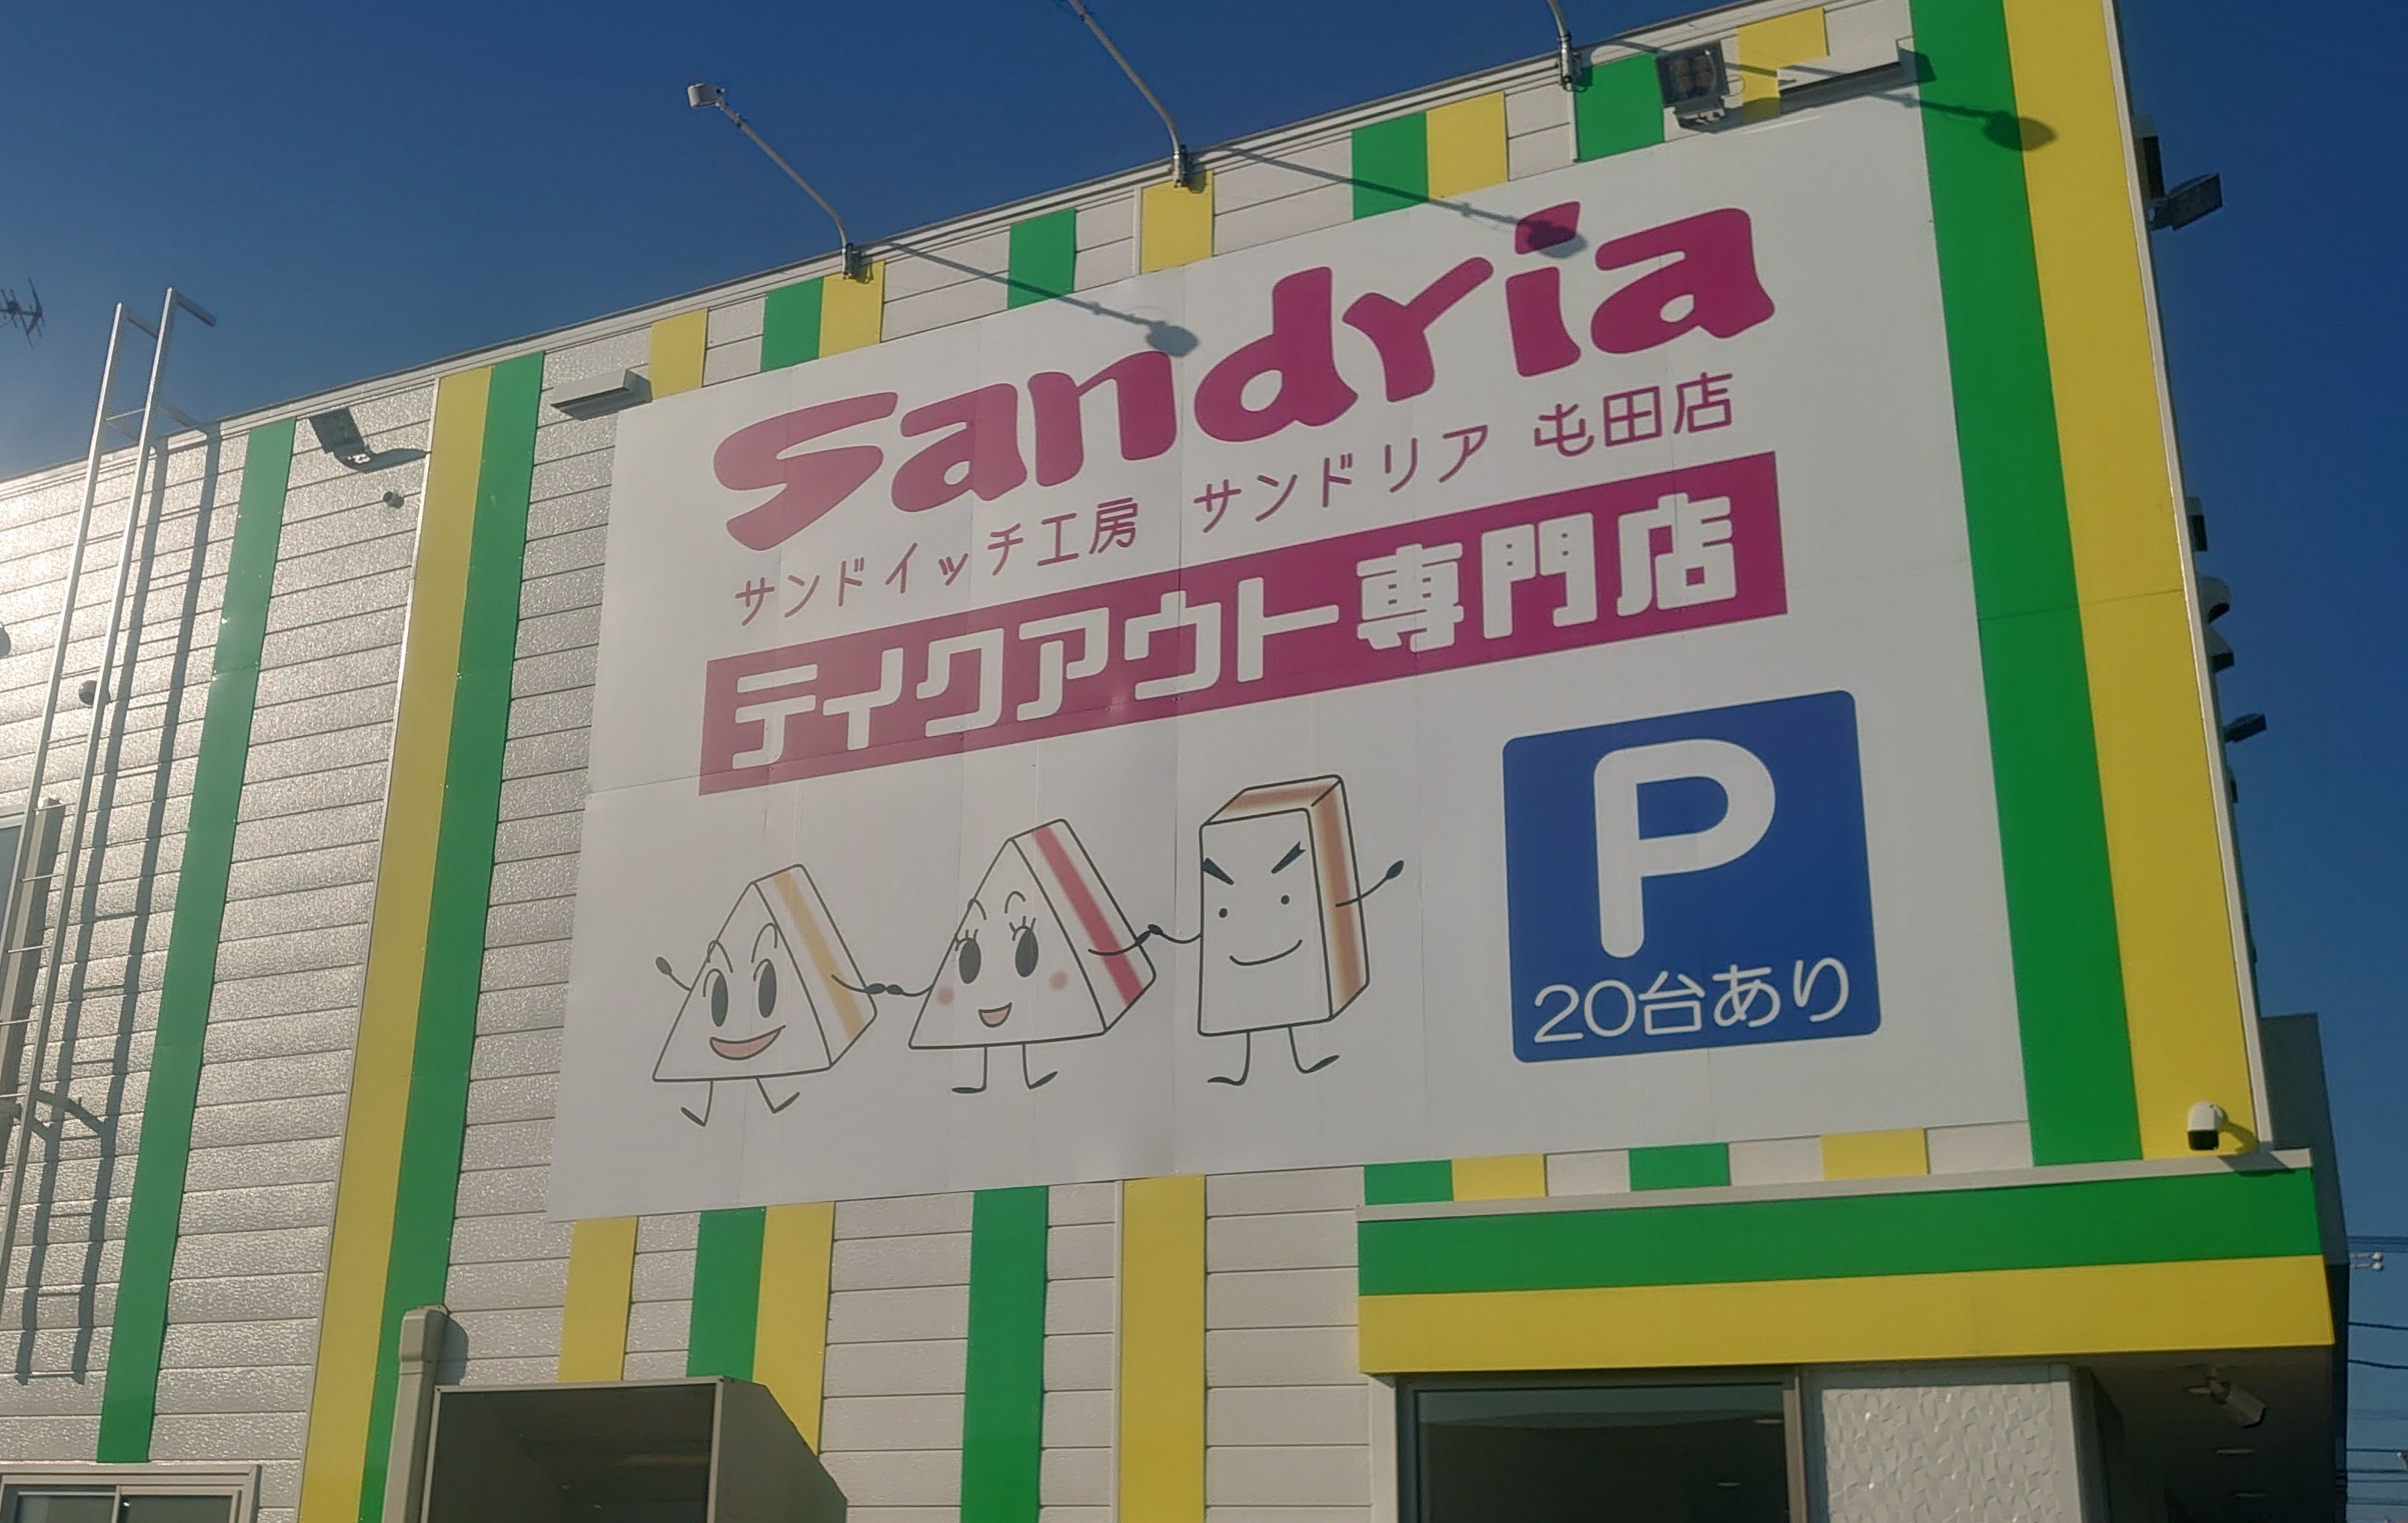 Sandria
サンドイッチ工房 サンドリア 屯田店
テイクアウト専門店
P
20台あり